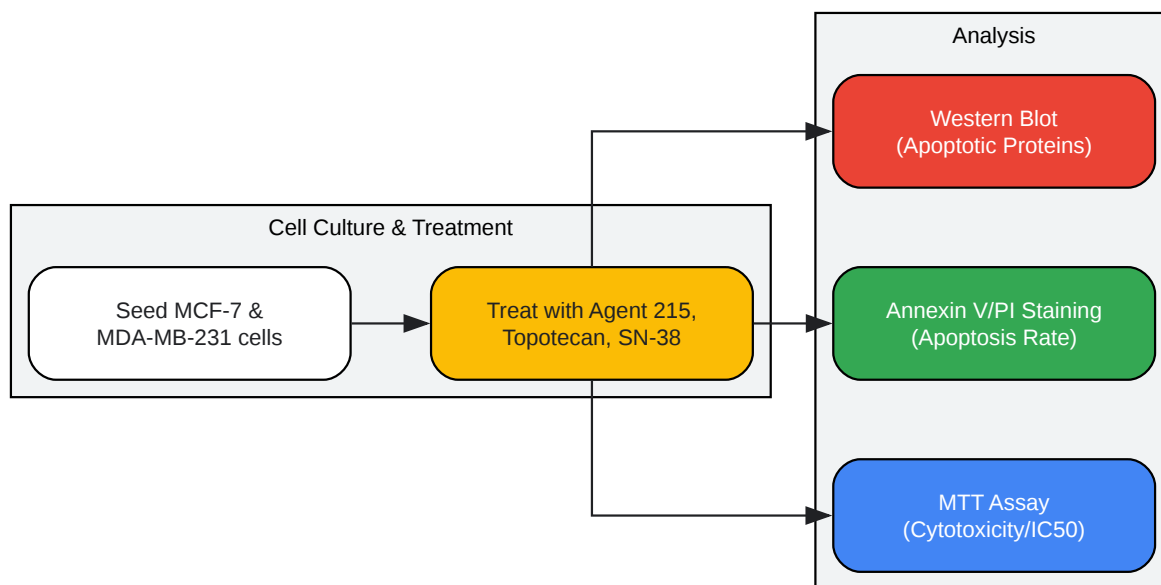 Analysis
Western Blot
(Apoptotic Proteins)
Cell Culture & Treatment
Seed MCF-7 &
MDA-MB-231 cells
Treat with Agent 215,
Topotecan, SN-38
Annexin V/PI Staining
(Apoptosis Rate)
MTT Assay
(Cytotoxicity/IC50)